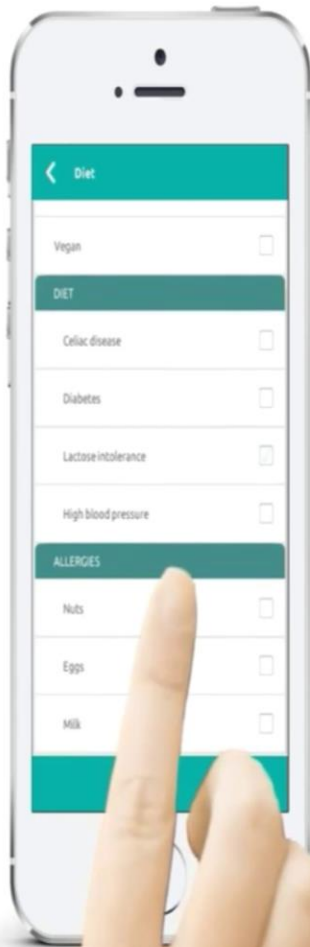 Diet
Vegan
DIET
Celiac disease
Diabetes
Lactose intolerance
High blood pressure
ALLERGIES
Nuts
Eggs
Milk